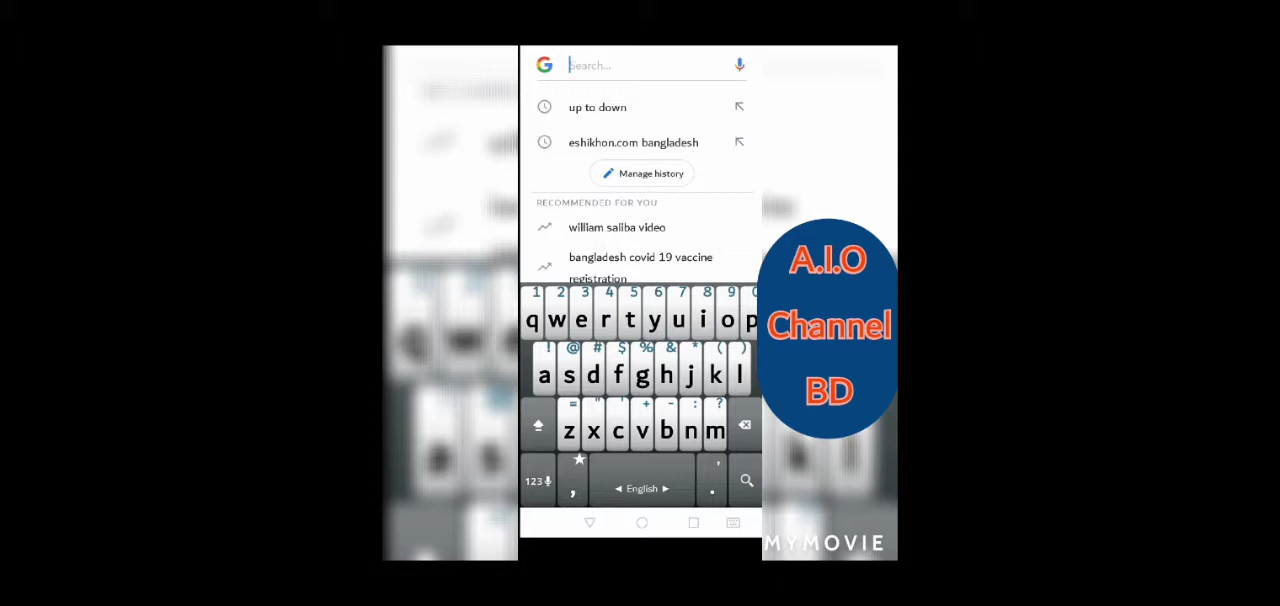 Search...
up to down
eshikhon.com bangladesh
Manage history
RECOMMENDED FOR YOU
william saliba video
bangladesh covid 19 vaccine
registration
1 2 3 4 5 6 7 8 9
q w e r t y u i o p
! @ # $ % & * ( )
a s d f g h j k l
= " ' + - : ?
z x c v b n m
123 , ◄ English ► . '
A.I.O
Channel
BD
MYMOVIE